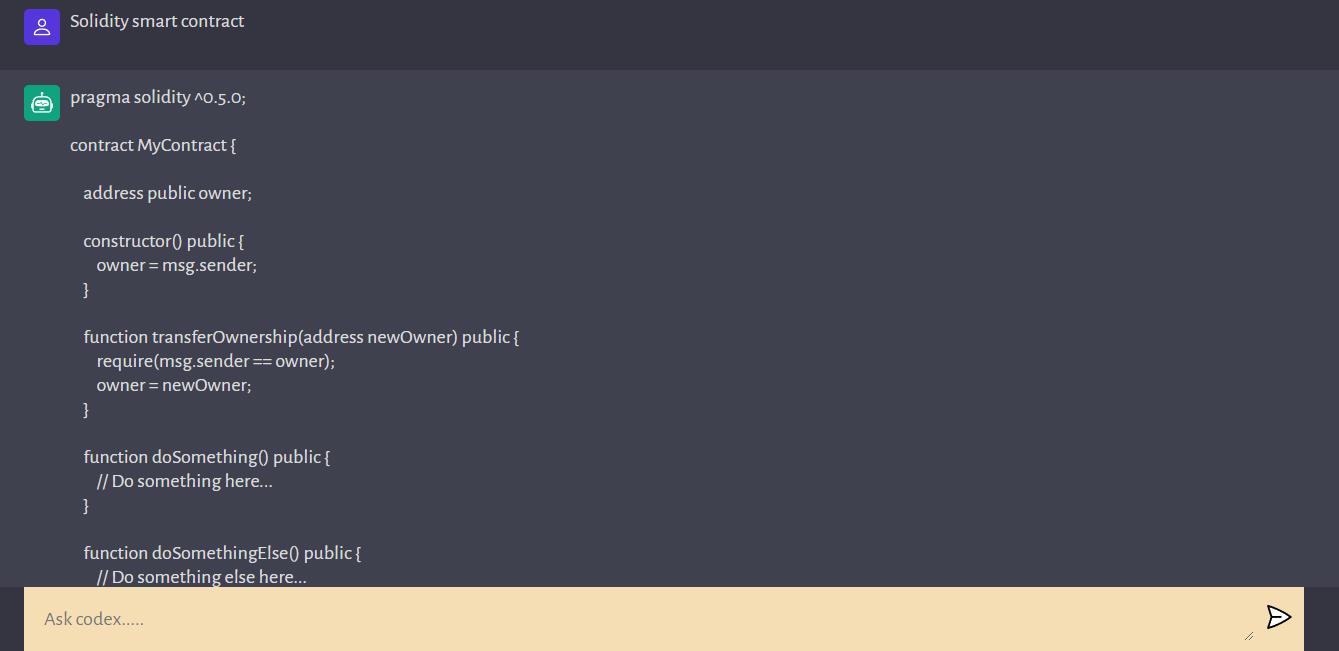 Solidity smart contract
pragma solidity ^0.5.0;
contract MyContract {
address public owner;
constructor() public {
owner = msg.sender;
}
function transferOwnership(address newOwner) public {
require(msg.sender == owner);
owner = newOwner;
}
function doSomething() public {
// Do something here...
}
function doSomethingElse() public {
// Do something else here...
Ask codex.....